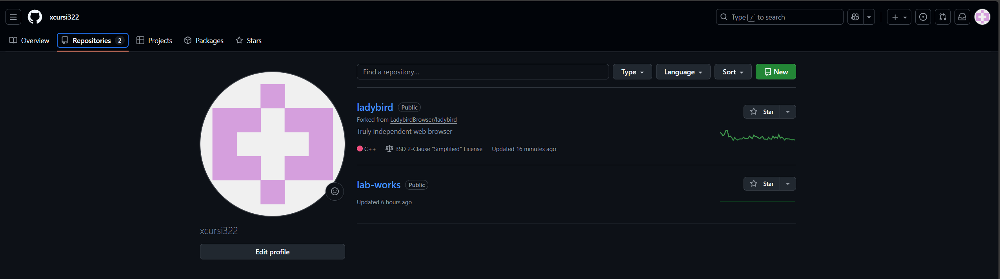 xcursi322
Type / to search
Overview
Repositories 2
Projects
Packages
Stars
Find a repository...
Type
Language
Sort
New
ladybird Public
Star
Forked from LadybirdBrowser/ladybird
Truly independent web browser
C++ BSD 2-Clause "Simplified" License Updated 16 minutes ago
lab-works Public
Star
Updated 6 hours ago
xcursi322
Edit profile